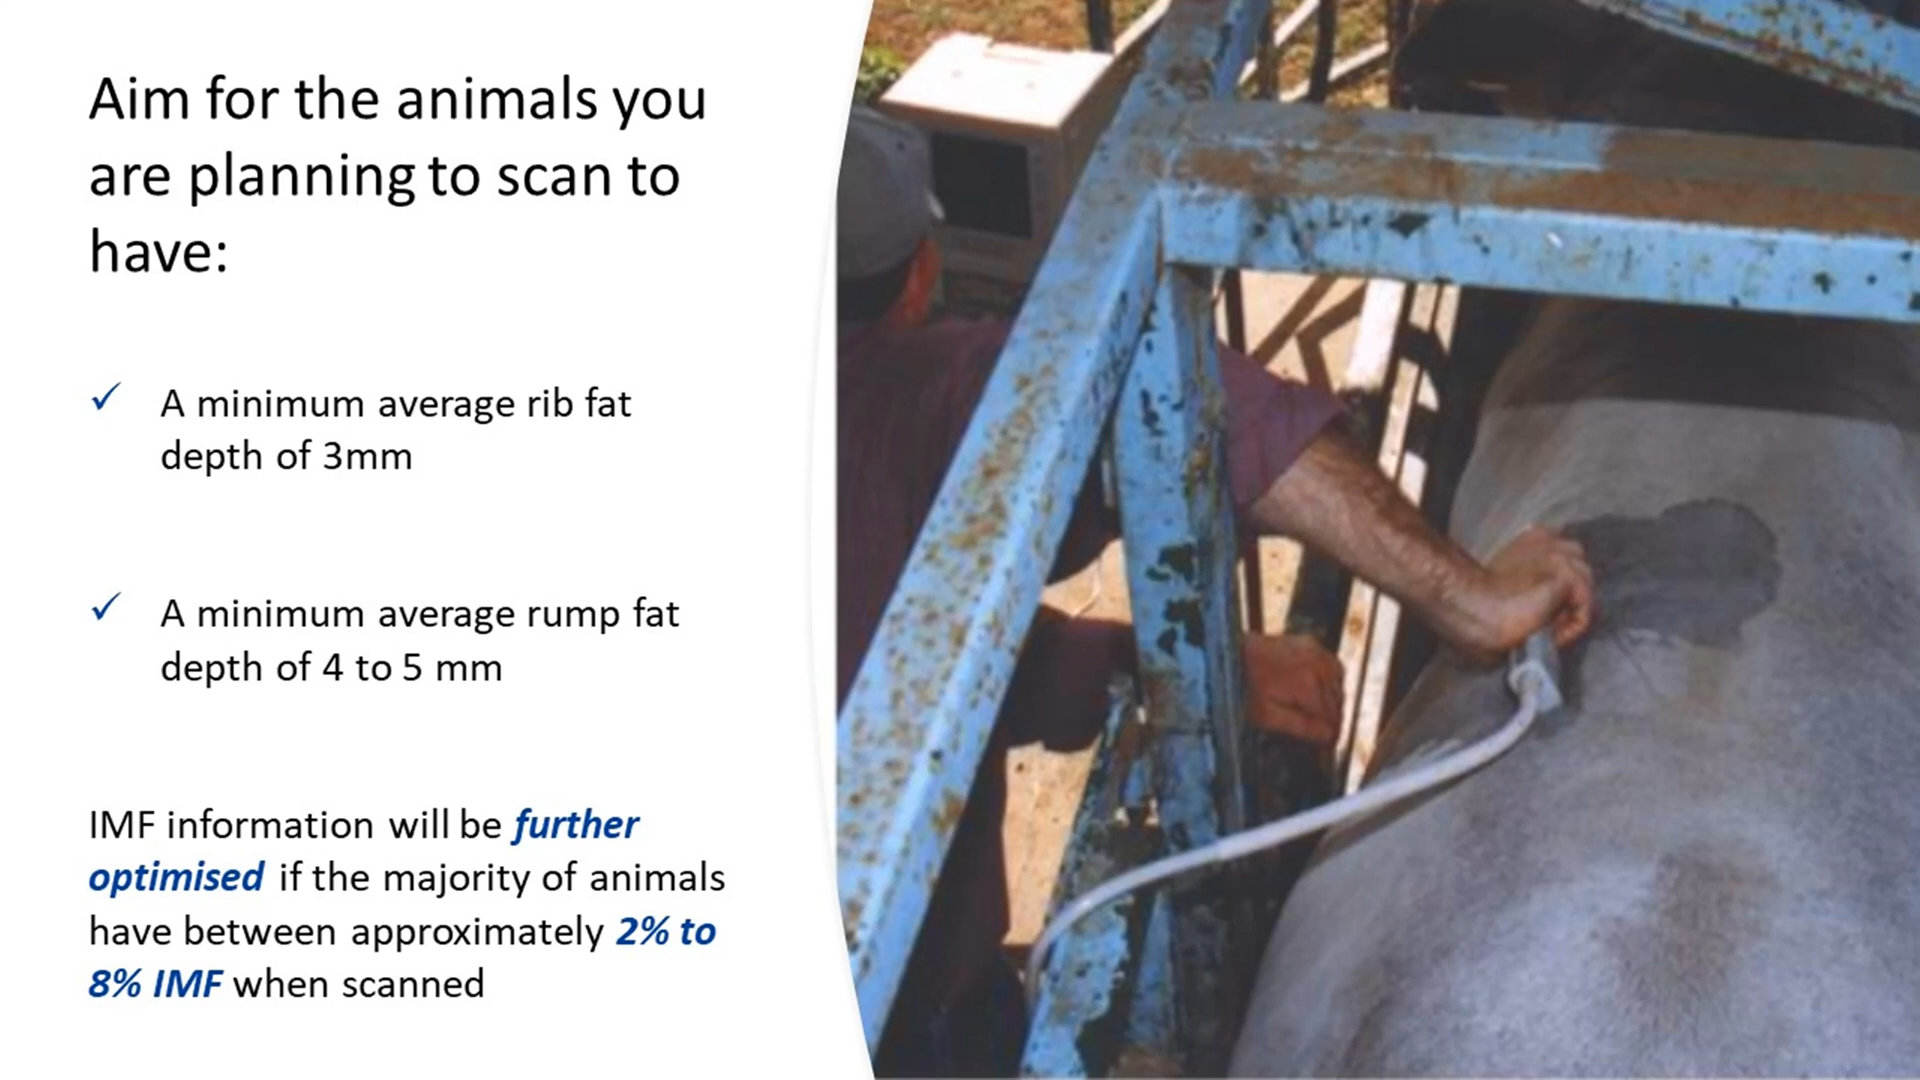 Aim for the animals you
are planning to scan to
have:
✓ A minimum average rib fat
depth of 3mm
✓ A minimum average rump fat
depth of 4 to 5 mm
IMF information will be further
optimised if the majority of animals
have between approximately 2% to
8% IMF when scanned